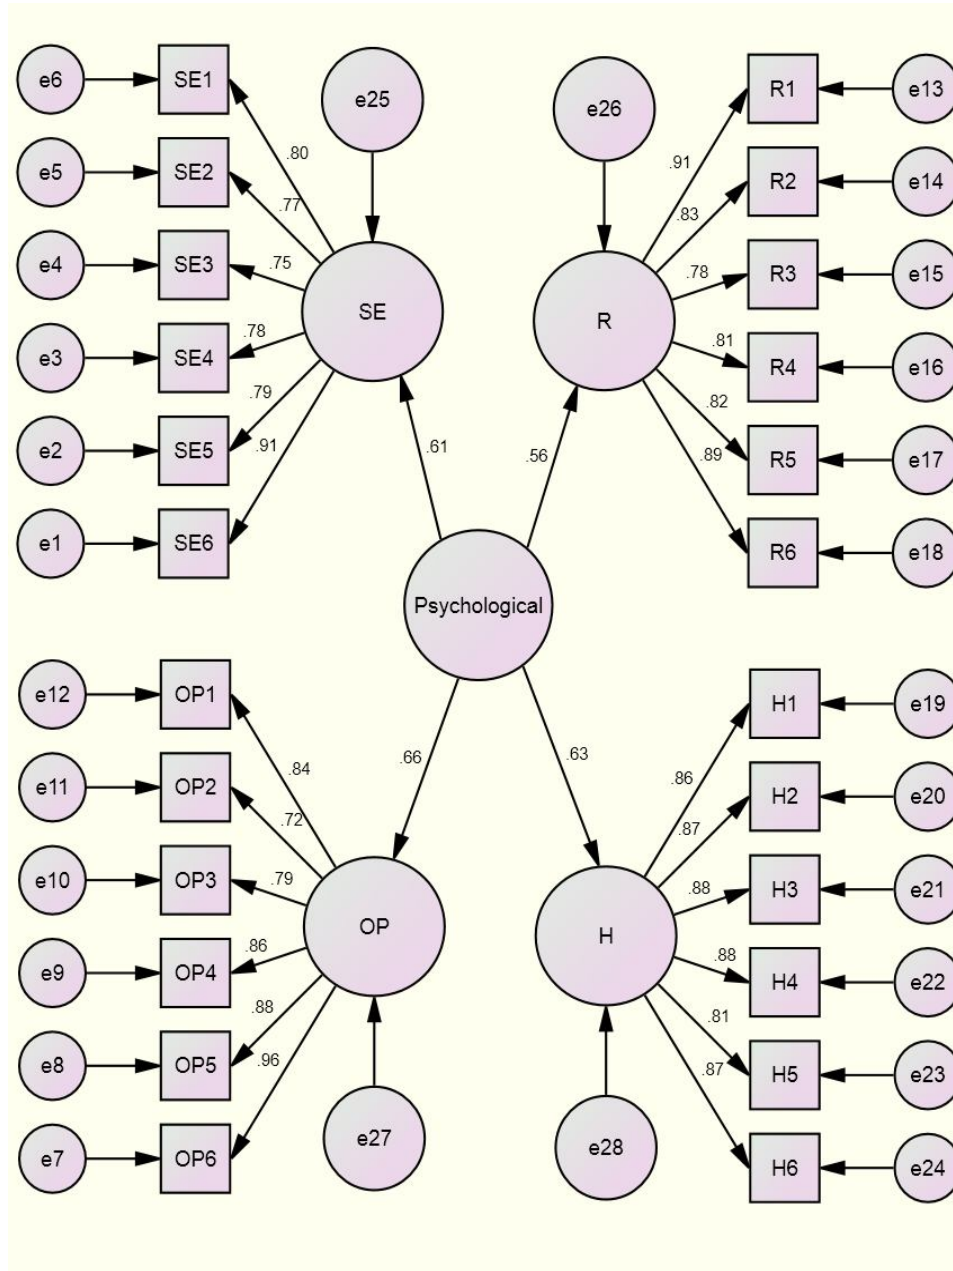 e6
SE1
e25
e26
R1
e13
.80
.91
e5
SE2
R2
e14
.77
.83
e4
SE3
.75
.78
R3
e15
SE
R
e3
SE4
.78
.81
R4
e16
.79
.82
e2
SE5
.91
.61
.56
.89
R5
e17
e1
SE6
R6
e18
Psychological
e12
OP1
H1
e19
.66
.63
.84
.86
e11
OP2
H2
e20
.72
.87
e10
OP3
.79
.88
H3
e21
OP
H
e9
OP4
.86
.88
H4
e22
.88
.81
e8
OP5
.96
.87
H5
e23
e27
e28
e7
OP6
H6
e24